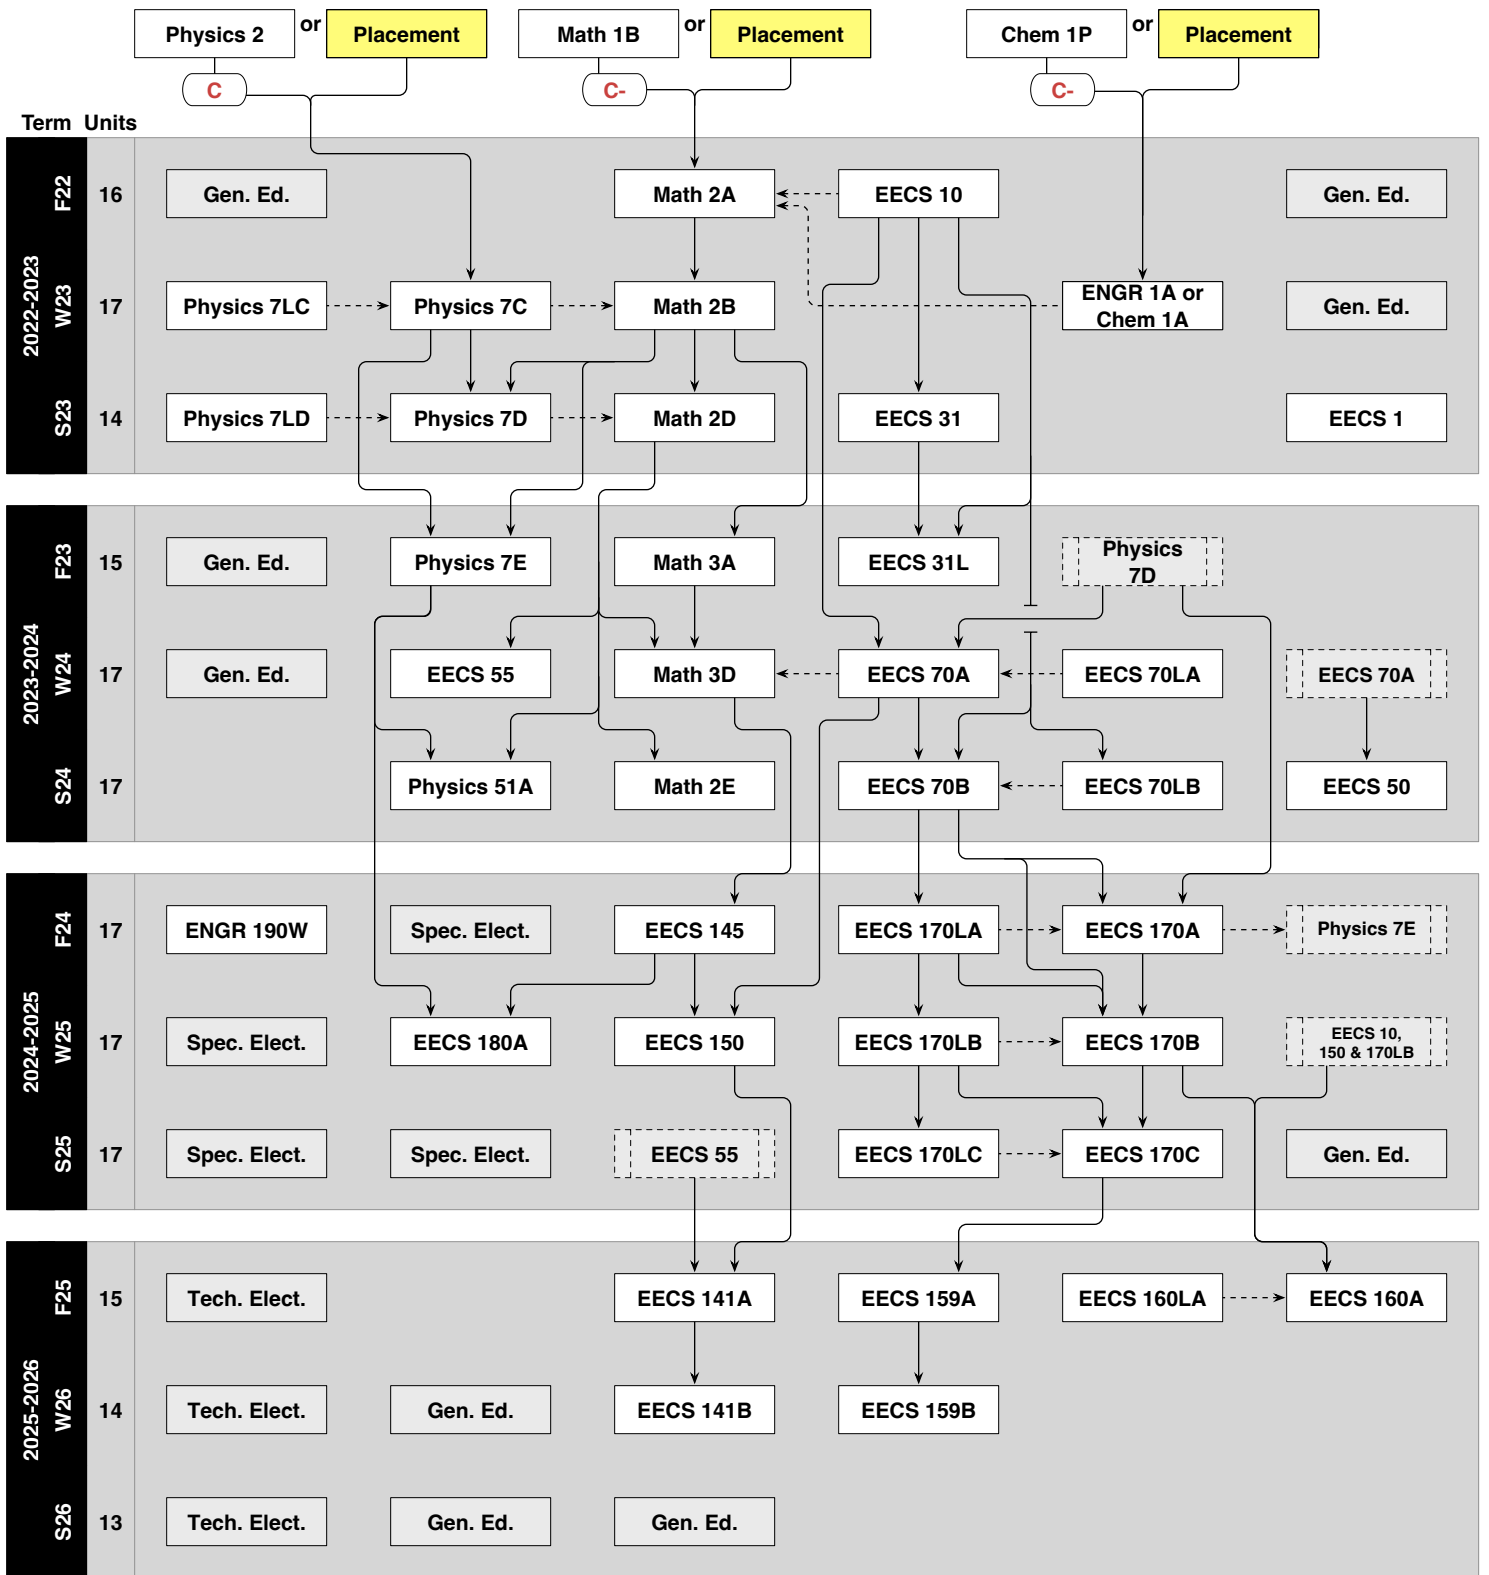 Physics 2 or Placement Math 1B or Placement Chem 1P or Placement
C C- C-
Term Units
2022-2023
F22 16 Gen. Ed. Math 2A EECS 10 Gen. Ed.
W23 17 Physics 7LC Physics 7C Math 2B ENGR 1A or
Chem 1A Gen. Ed.
S23 14 Physics 7LD Physics 7D Math 2D EECS 31 EECS 1
2023-2024
F23 15 Gen. Ed. Physics 7E Math 3A EECS 31L Physics
7D
W24 17 Gen. Ed. EECS 55 Math 3D EECS 70A EECS 70LA EECS 70A
S24 17 Physics 51A Math 2E EECS 70B EECS 70LB EECS 50
2024-2025
F24 17 ENGR 190W Spec. Elect. EECS 145 EECS 170LA EECS 170A Physics 7E
W25 17 Spec. Elect. EECS 180A EECS 150 EECS 170LB EECS 170B EECS 10,
150 & 170LB
S25 17 Spec. Elect. Spec. Elect. EECS 55 EECS 170LC EECS 170C Gen. Ed.
2025-2026
F25 15 Tech. Elect. EECS 141A EECS 159A EECS 160LA EECS 160A
W26 14 Tech. Elect. Gen. Ed. EECS 141B EECS 159B
S26 13 Tech. Elect. Gen. Ed. Gen. Ed.